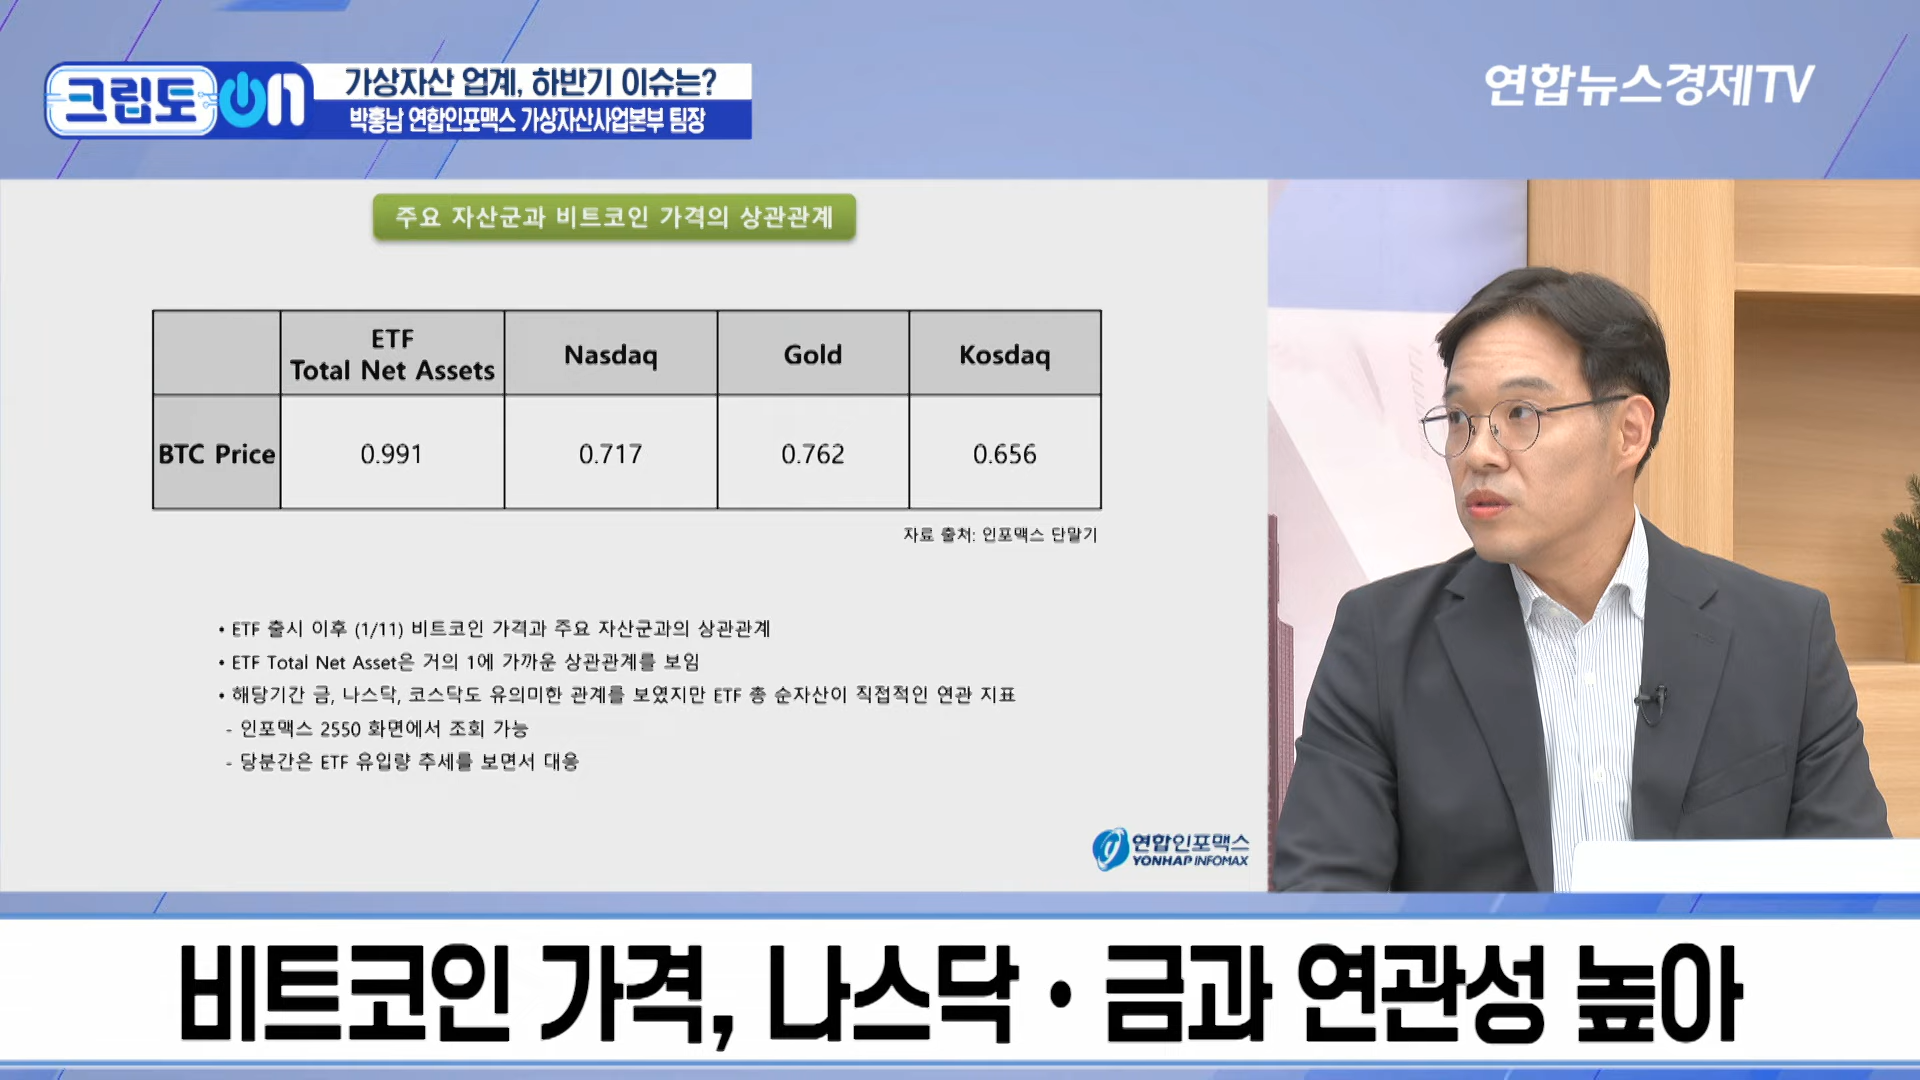 크립토ON
가상자산 업계, 하반기 이슈는?
박홍남 연합인포맥스 가상자산사업본부 팀장
연합뉴스경제TV
주요 자산군과 비트코인 가격의 상관관계
ETF
Total Net Assets
Nasdaq
Gold
Kosdaq
BTC Price
0.991
0.717
0.762
0.656
자료 출처: 인포맥스 단말기
• ETF 출시 이후 (1/11) 비트코인 가격과 주요 자산군과의 상관관계
• ETF Total Net Asset은 거의 1에 가까운 상관관계를 보임
• 해당기간 금, 나스닥, 코스닥도 유의미한 관계를 보였지만 ETF 총 순자산이 직접적인 연관 지표
- 인포맥스 2550 화면에서 조회 가능
- 당분간은 ETF 유입량 추세를 보면서 대응
연합인포맥스
YONHAP INFOMAX
비트코인 가격, 나스닥·금과 연관성 높아